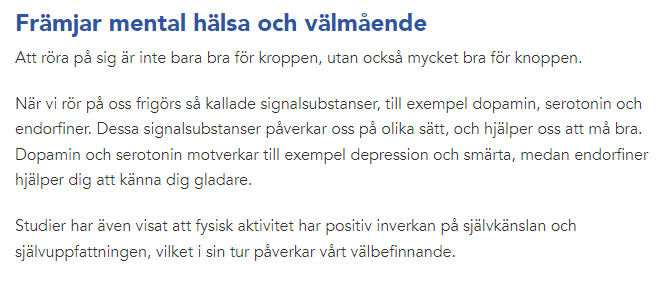 Främjar mental hälsa och välmående
Att röra på sig är inte bara bra för kroppen, utan också mycket bra för knoppen.
När vi rör på oss frigörs så kallade signalsubstanser, till exempel dopamin, serotonin och
endorfiner. Dessa signalsubstanser påverkar oss på olika sätt, och hjälper oss att må bra.
Dopamin och serotonin motverkar till exempel depression och smärta, medan endorfiner
hjälper dig att känna dig gladare.
Studier har även visat att fysisk aktivitet har positiv inverkan på självkänslan och
självuppfattningen, vilket i sin tur påverkar vårt välbefinnande.